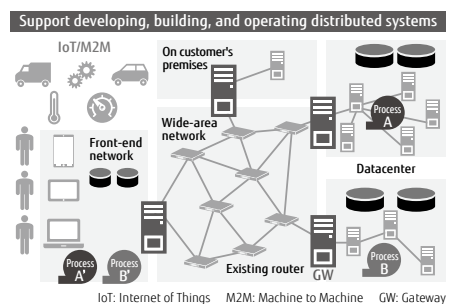 Support developing, building, and operating distributed systems
IoT/M2M
On customer's
premises
Wide-area
network
Front-end
network
Process
A
Datacenter
Process
A'
Process
B'
Existing router
GW
Process
B
IoT: Internet of Things M2M: Machine to Machine GW: Gateway